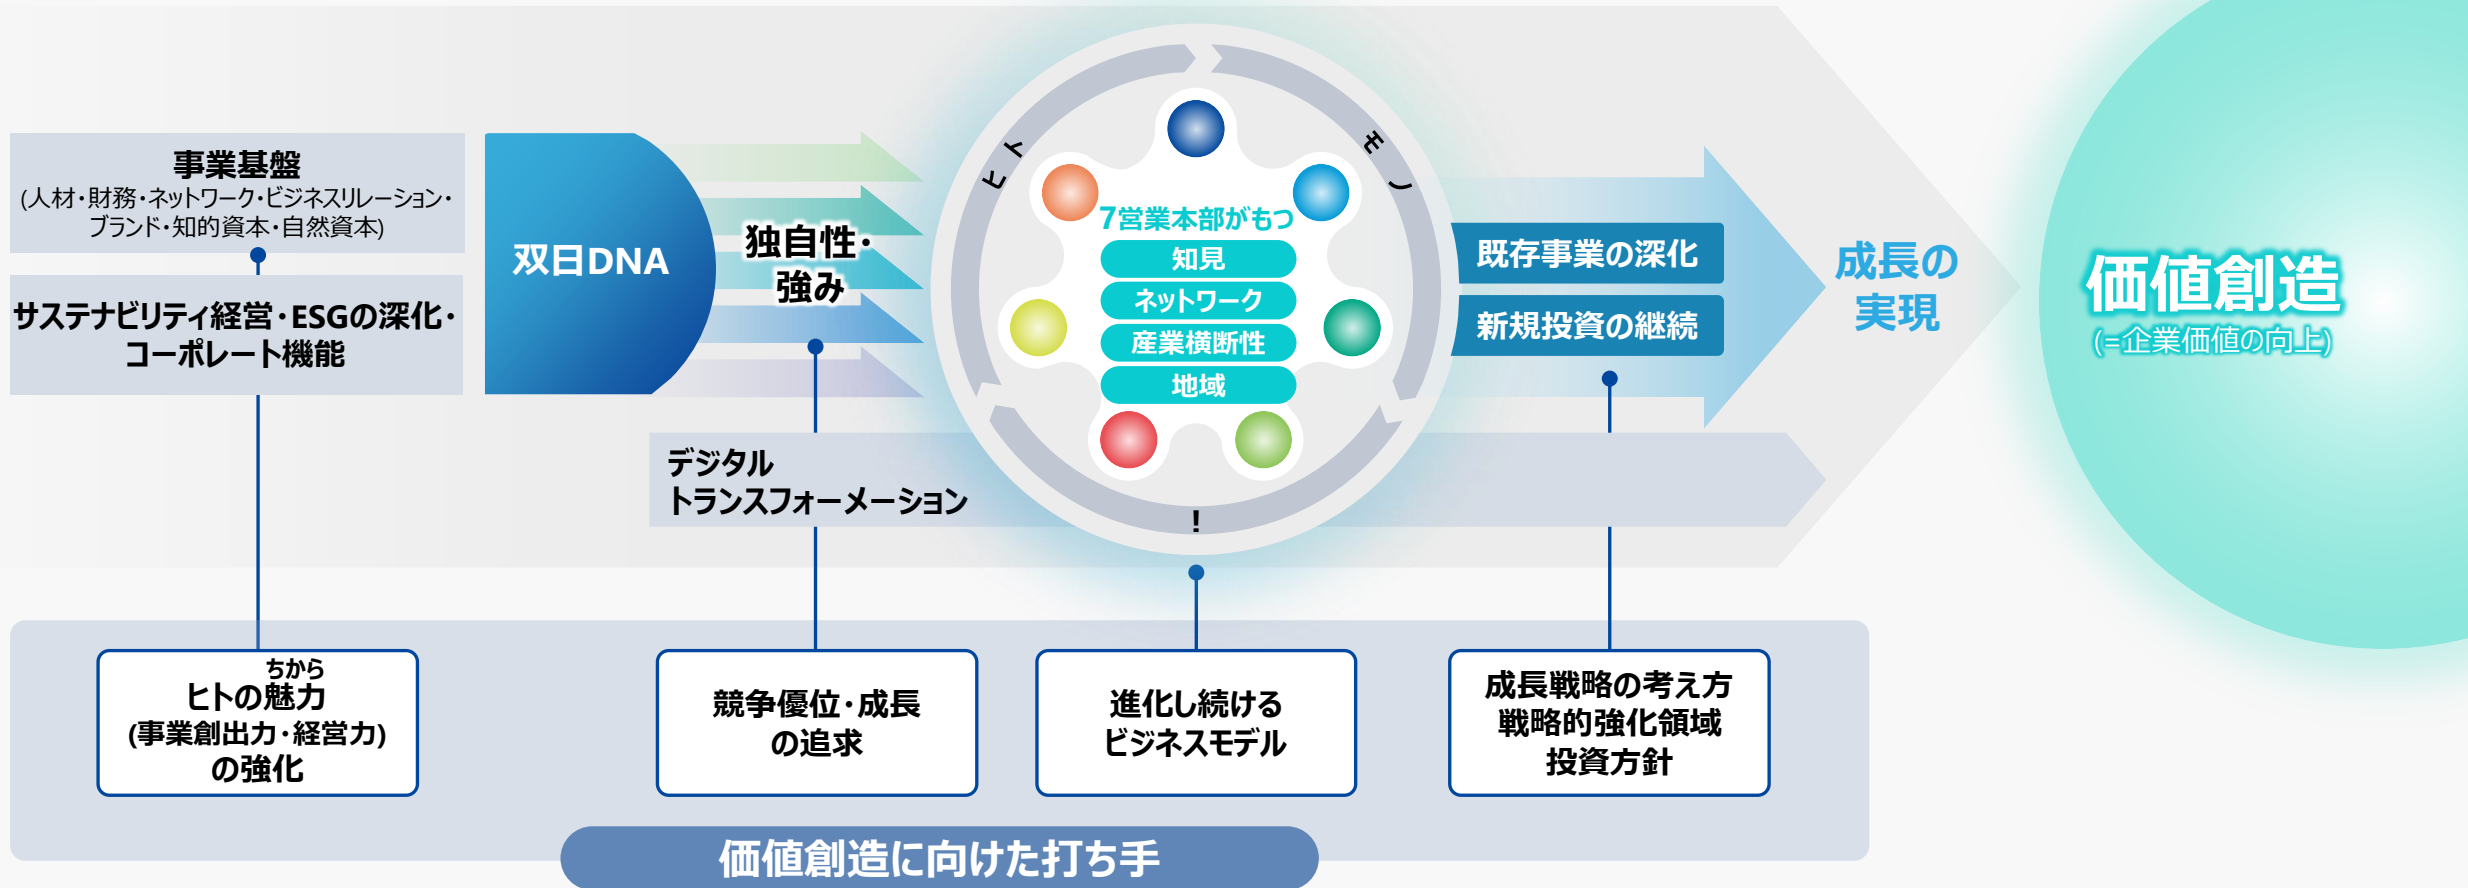 事業基盤
(人材・財務・ネットワーク・ビジネスリレーション・
ブランド・知的資本・自然資本)
サステナビリティ経営・ESGの深化・
コーポレート機能
双日DNA
独自性・
強み
デジタル
トランスフォーメーション
ヒト
モノ
!
7営業本部がもつ
知見
ネットワーク
産業横断性
地域
既存事業の深化
新規投資の継続
成長の
実現
価値創造
(=企業価値の向上)
ちから
ヒトの魅力
(事業創出力・経営力)
の強化
競争優位・成長
の追求
進化し続ける
ビジネスモデル
成長戦略の考え方
戦略的強化領域
投資方針
価値創造に向けた打ち手